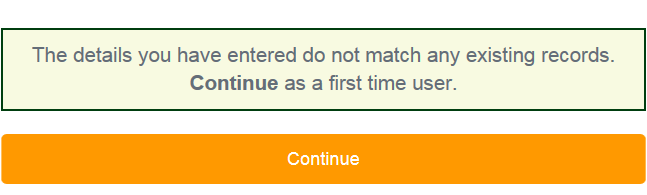 The details you have entered do not match any existing records.
Continue as a first time user.
Continue